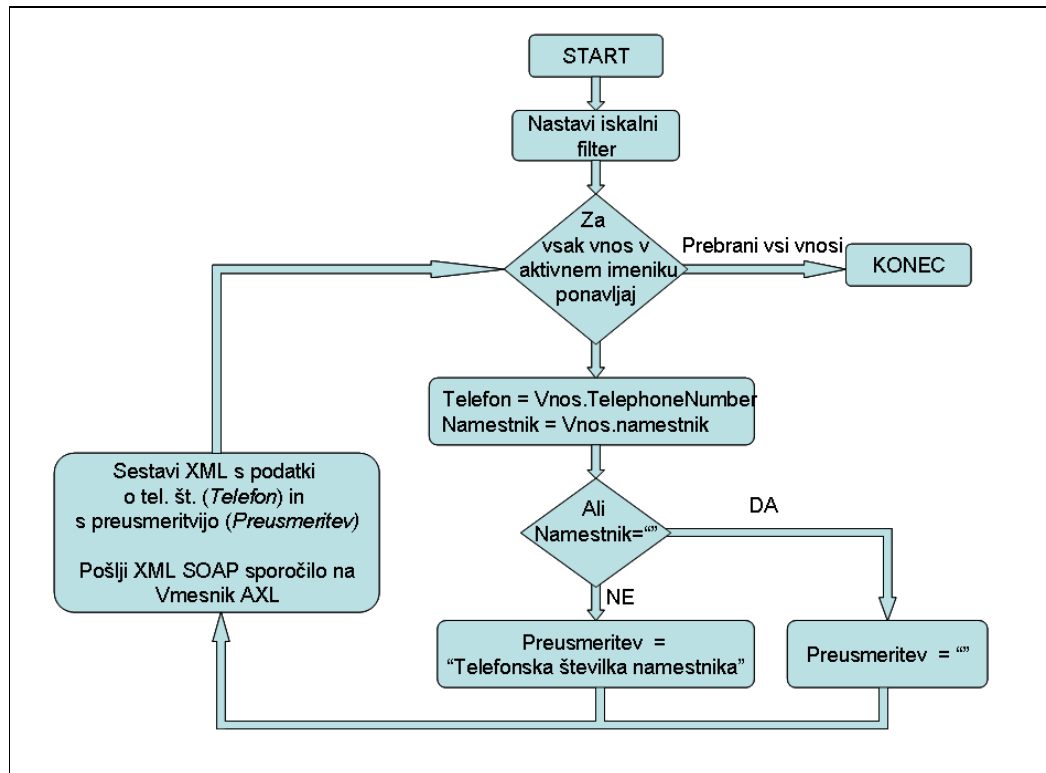 START
Nastavi iskalni
filter
Za
vsak vnos v
aktivnem imeniku
ponavljaj
Prebrani vsi vnosi
KONEC
Telefon = Vnos.TelephoneNumber
Namestnik = Vnos.namestnik
Ali
Namestnik=“”
DA
NE
Preusmeritev =
“Telefonska številka namestnika”
Preusmeritev = “”
Sestavi XML s podatki
o tel. št. (Telefon) in
s preusmeritvijo (Preusmeritev)
Pošlji XML SOAP sporočilo na
Vmesnik AXL